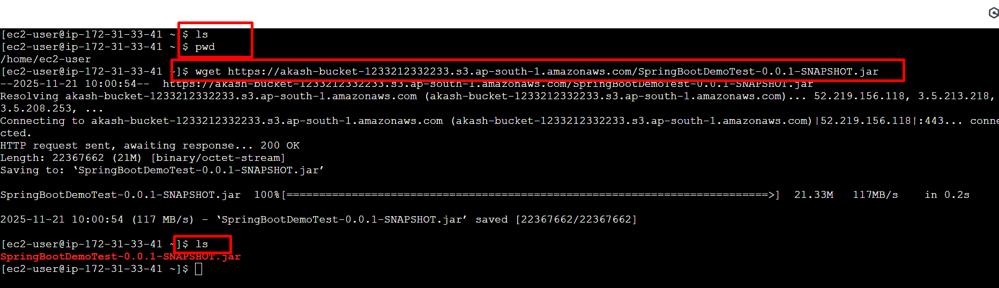 [ec2-user@ip-172-31-33-41 ~ $ ls
[ec2-user@ip-172-31-33-41 ~ $ pwd
/home/ec2-user
[ec2-user@ip-172-31-33-41 ~]$ wget https://akash-bucket-1233212332233.s3.ap-south-1.amazonaws.com/SpringBootDemoTest-0.0.1-SNAPSHOT.jar
--2025-11-21 10:00:54--  https://akash-bucket-1233212332233.s3.ap-south-1.amazonaws.com/SpringBootDemoTest-0.0.1-SNAPSHOT.jar
Resolving akash-bucket-1233212332233.s3.ap-south-1.amazonaws.com (akash-bucket-1233212332233.s3.ap-south-1.amazonaws.com)... 52.219.156.118, 3.5.213.218,
3.5.208.253, ...
Connecting to akash-bucket-1233212332233.s3.ap-south-1.amazonaws.com (akash-bucket-1233212332233.s3.ap-south-1.amazonaws.com)|52.219.156.118|:443... conne
cted.
HTTP request sent, awaiting response... 200 OK
Length: 22367662 (21M) [binary/octet-stream]
Saving to: ‘SpringBootDemoTest-0.0.1-SNAPSHOT.jar’
SpringBootDemoTest-0.0.1-SNAPSHOT.jar  100%[==========================================================================>]  21.33M   117MB/s    in 0.2s
2025-11-21 10:00:54 (117 MB/s) - ‘SpringBootDemoTest-0.0.1-SNAPSHOT.jar’ saved [22367662/22367662]
[ec2-user@ip-172-31-33-41 ~]$ ls
SpringBootDemoTest-0.0.1-SNAPSHOT.jar
[ec2-user@ip-172-31-33-41 ~]$